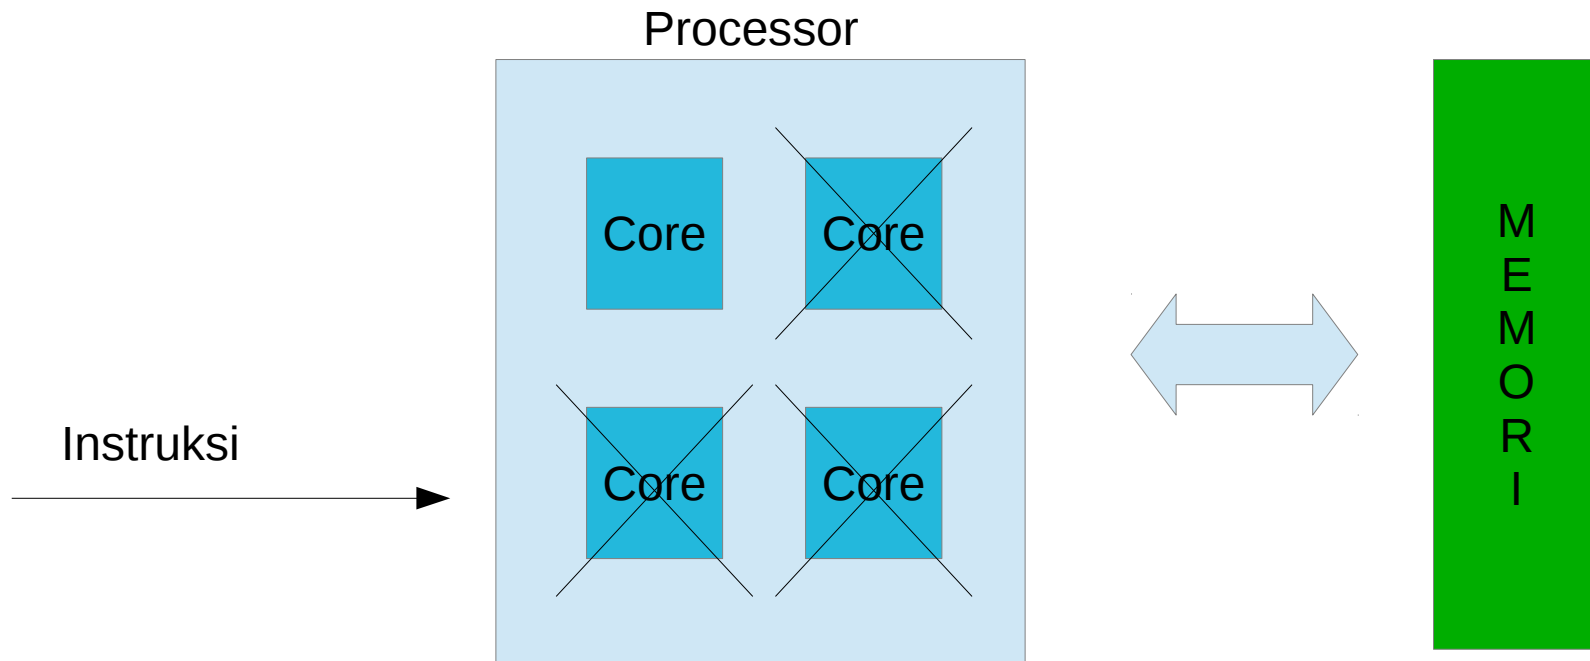 Processor
Core
Core
Instruksi
Core
Core
M
E
M
O
R
I